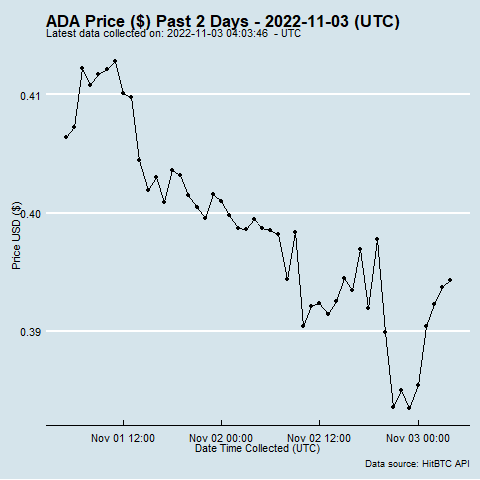 ADA Price ($) Past 2 Days - 2022-11-03 (UTC)
Latest data collected on: 2022-11-03 04:03:46 - UTC
0.41
0.40
0.39
Price USD ($)
Nov 01 12:00
Nov 02 00:00
Nov 02 12:00
Nov 03 00:00
Date Time Collected (UTC)
Data source: HitBTC API